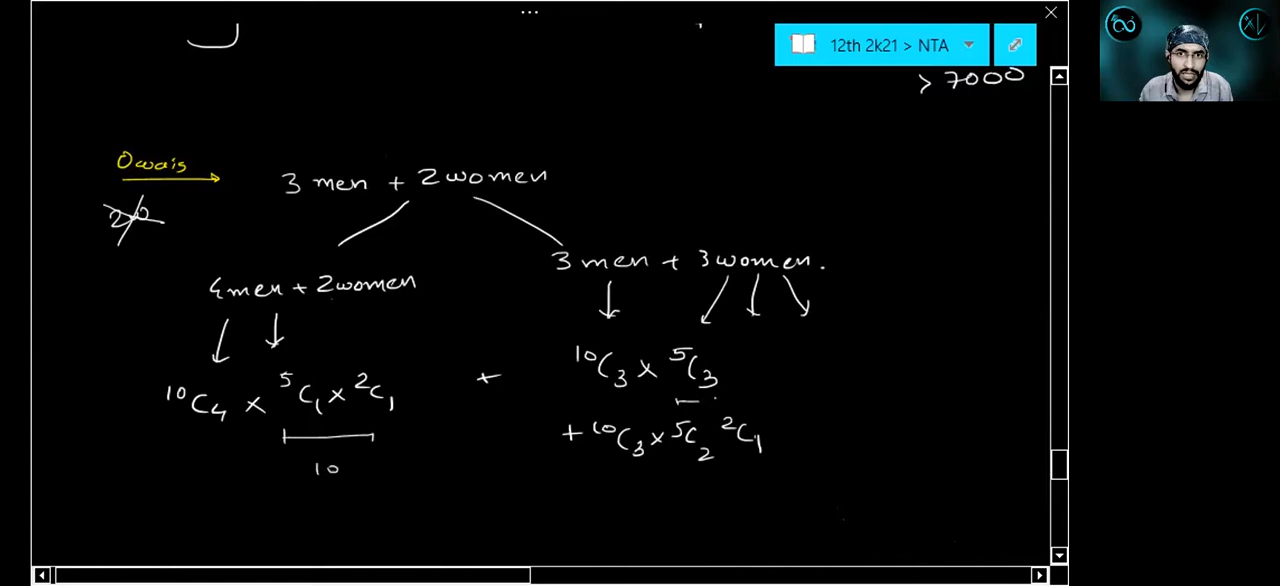 12th 2k21 > NTA
> 7000
Owais
3 men + 2 women
4 men + 2 women
3 men + 3 women.
¹⁰C₄ × ⁵C₁ × ²C₁ + ¹⁰C₃ × ⁵C₃
+ ¹⁰C₃ × ⁵C₂ ²C₁
10